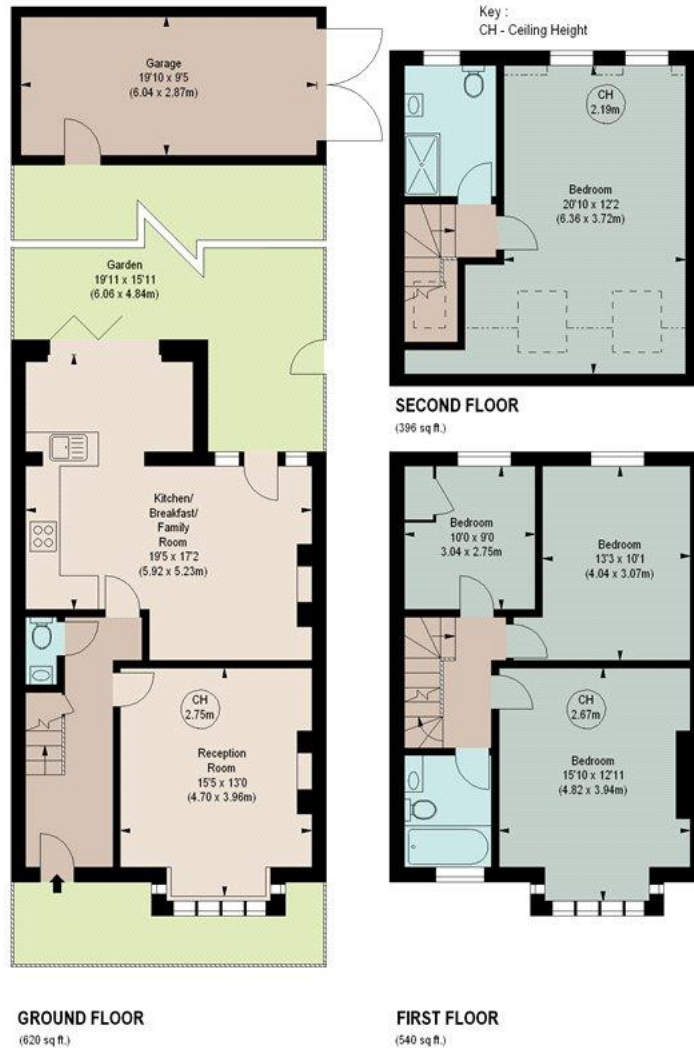 Key :
CH - Ceiling Height
Garage
19'10 x 9'5
(6.04 x 2.87m)
Garden
19'11 x 15'11
(6.06 x 4.84m)
Kitchen/
Breakfast/
Family
Room
19'5 x 17'2
(5.92 x 5.23m)
CH
2.75m
Reception
Room
15'5 x 13'0
(4.70 x 3.96m)
GROUND FLOOR
(620 sq ft.)
CH
2.19m
Bedroom
20'10 x 12'2
(6.36 x 3.72m)
SECOND FLOOR
(396 sq ft.)
Bedroom
10'0 x 9'0
3.04 x 2.75m)
Bedroom
13'3 x 10'1
(4.04 x 3.07m)
CH
2.67m
Bedroom
15'10 x 12'11
(4.82 x 3.94m)
FIRST FLOOR
(540 sq ft.)